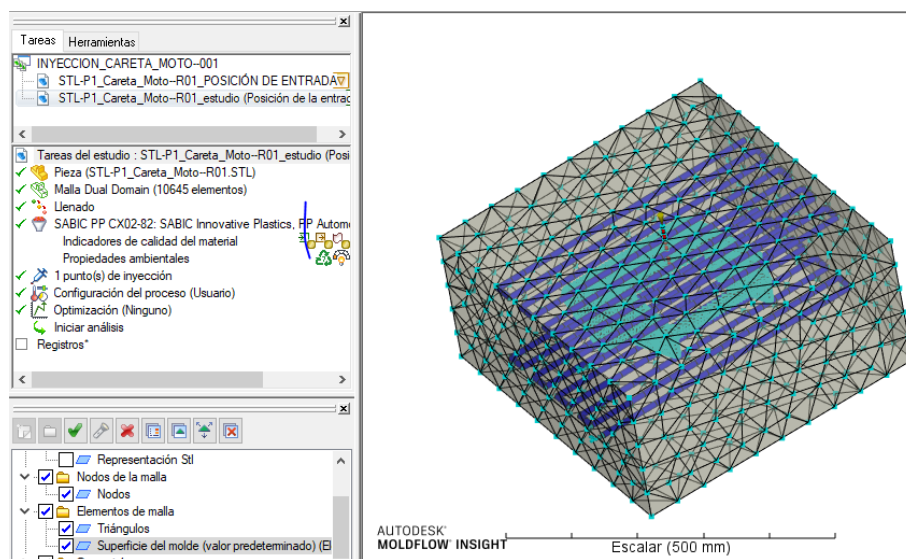 Tareas Herramientas
INYECCION_CARETA_MOTO--001
STL-P1_Careta_Moto--R01_POSICIÓN DE ENTRADA
STL-P1_Careta_Moto--R01_estudio (Posición de la entrad
Tareas del estudio : STL-P1_Careta_Moto--R01_estudio (Posi
Pieza (STL-P1_Careta_Moto--R01.STL)
Malla Dual Domain (10645 elementos)
Llenado
SABIC PP CX02-82: SABIC Innovative Plastics, PP Autome
Indicadores de calidad del material
Propiedades ambientales
1 punto(s) de inyección
Configuración del proceso (Usuario)
Optimización (Ninguno)
Iniciar análisis
Registros*
Representación Stl
Nodos de la malla
Nodos
Elementos de malla
Triángulos
Superficie del molde (valor predeterminado) (El
AUTODESK®
MOLDFLOW® INSIGHT
Escalar (500 mm)